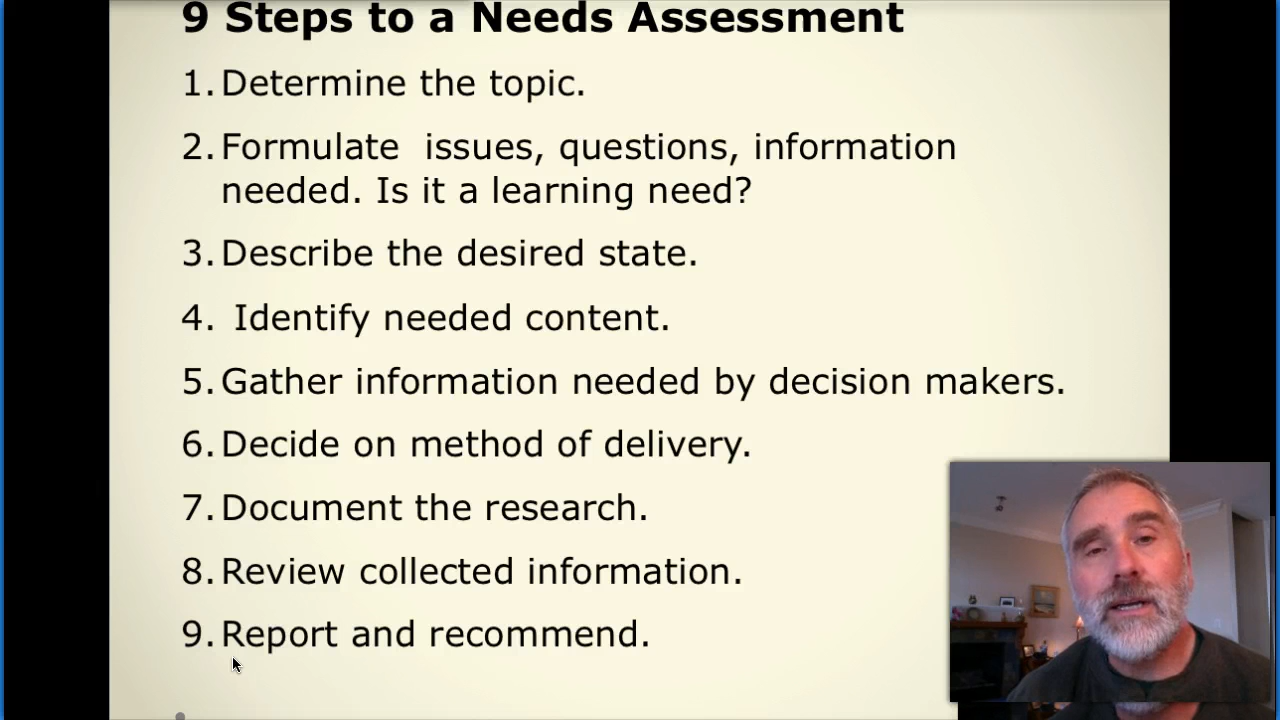 9 Steps to a Needs Assessment
1. Determine the topic.
2. Formulate issues, questions, information
needed. Is it a learning need?
3. Describe the desired state.
4. Identify needed content.
5. Gather information needed by decision makers.
6. Decide on method of delivery.
7. Document the research.
8. Review collected information.
9. Report and recommend.